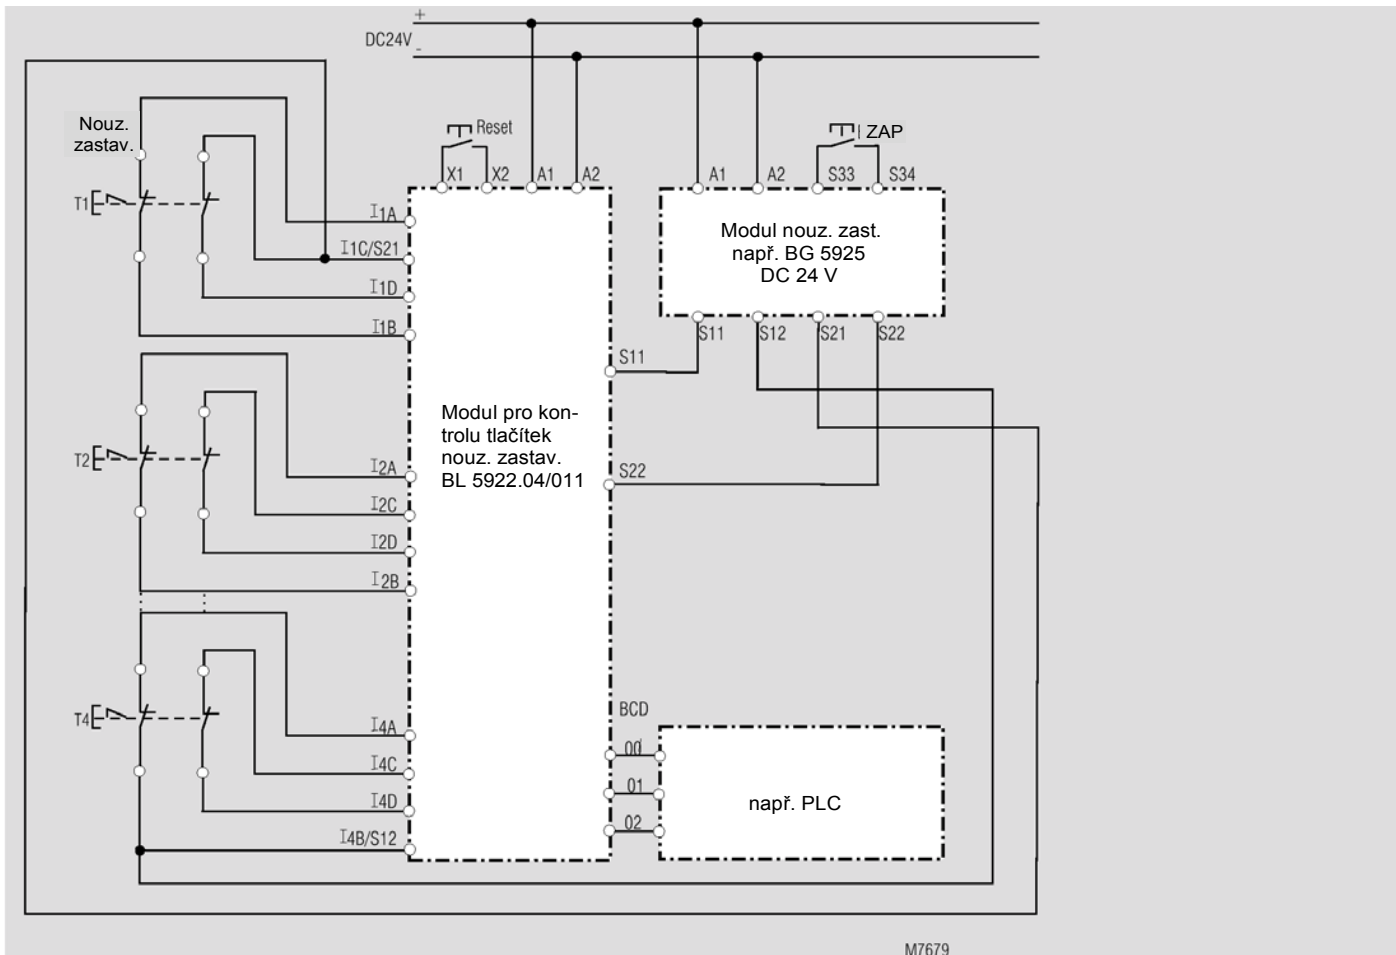 +
DC24V
-
Nouz.
zastav.
Reset
ZAP
X1 X2 A1 A2
A1 A2 S33 S34
T1
I1A
I1C/S21
I1D
I1B
Modul nouz. zast.
např. BG 5925
DC 24 V
S11 S12 S21 S22
S11
Modul pro kon-
trolu tlačítek
nouz. zastav.
BL 5922.04/011
T2
I2A
I2C
I2D
I2B
S22
T4
I4A
I4C
I4D
I4B/S12
BCD
00
01
02
např. PLC
M7679